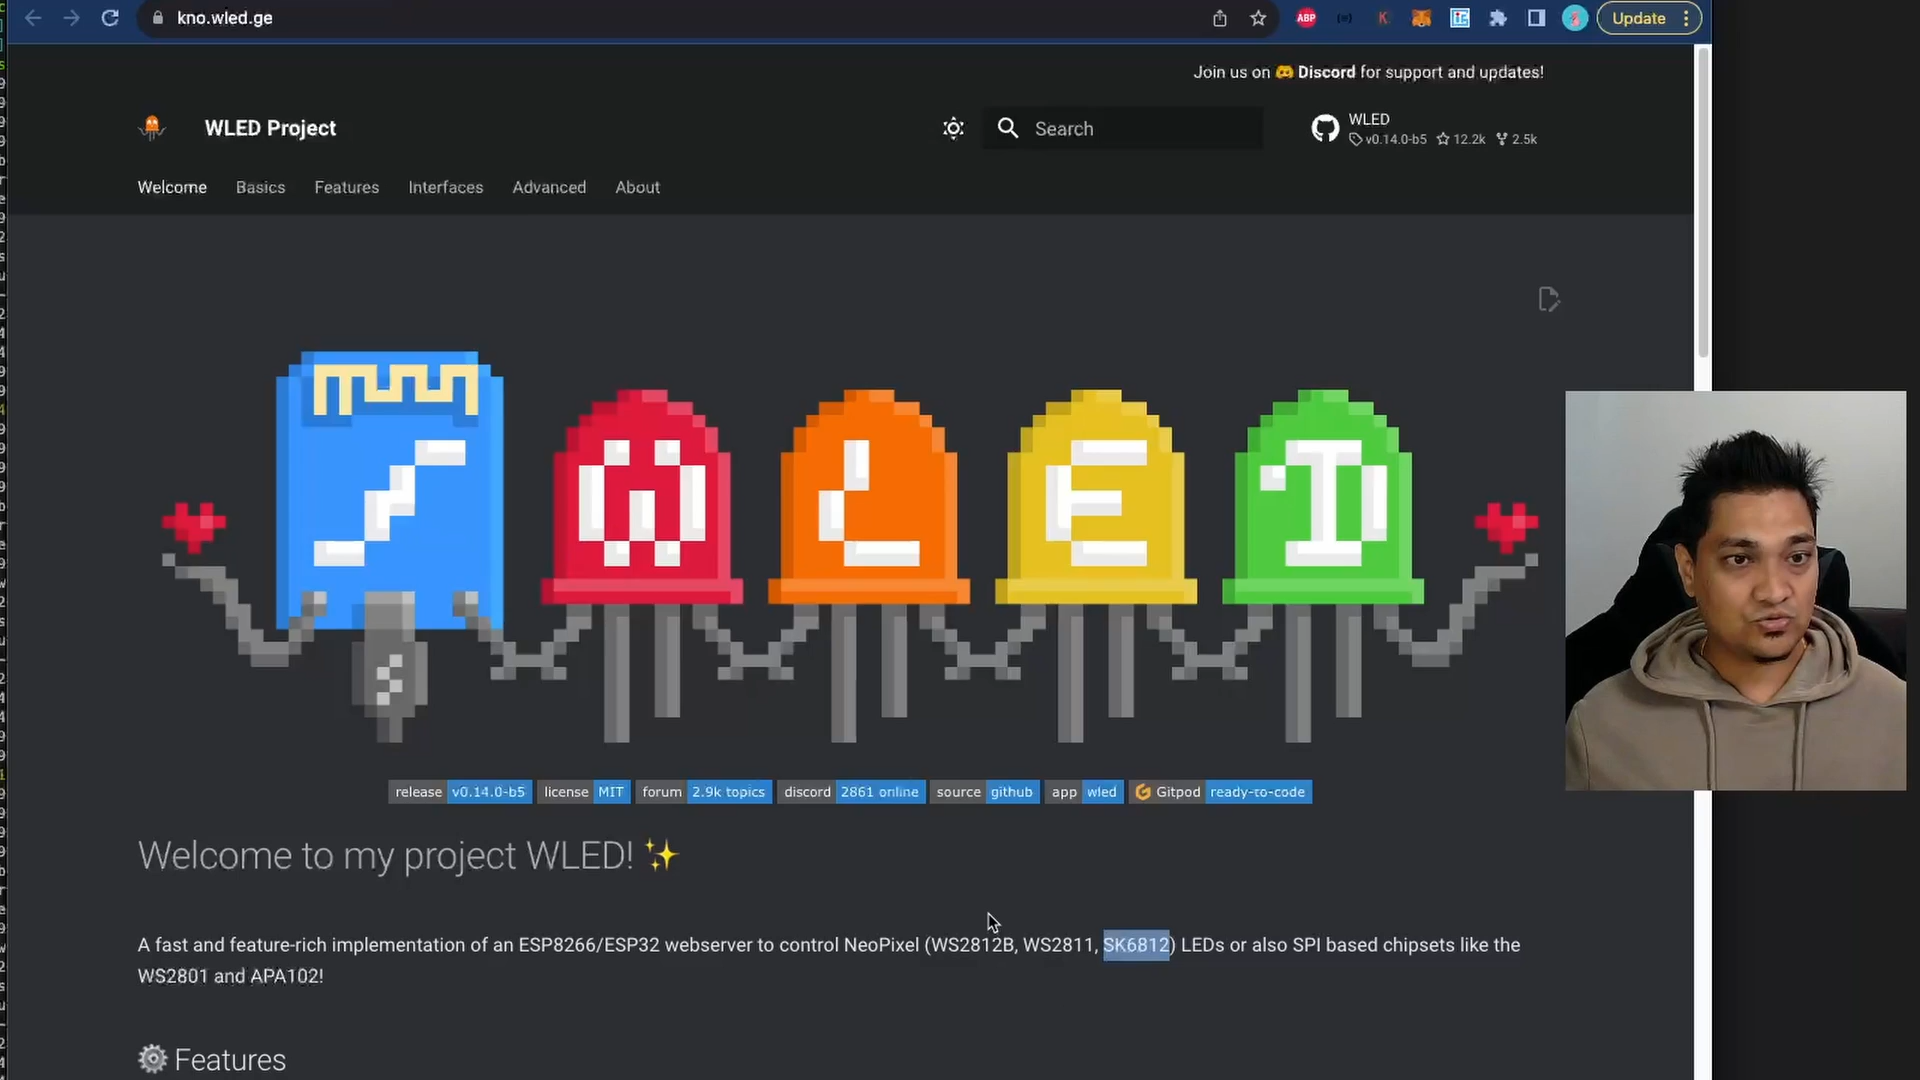 kno.wled.ge
ABP
Update
Join us on Discord for support and updates!
WLED Project
Search
WLED
v0.14.0-b5 12.2k 2.5k
Welcome Basics Features Interfaces Advanced About
W L E D
release v0.14.0-b5 license MIT forum 2.9k topics discord 2861 online source github app wled Gitpod ready-to-code
Welcome to my project WLED! ✨
A fast and feature-rich implementation of an ESP8266/ESP32 webserver to control NeoPixel (WS2812B, WS2811, SK6812) LEDs or also SPI based chipsets like the
WS2801 and APA102!
Features